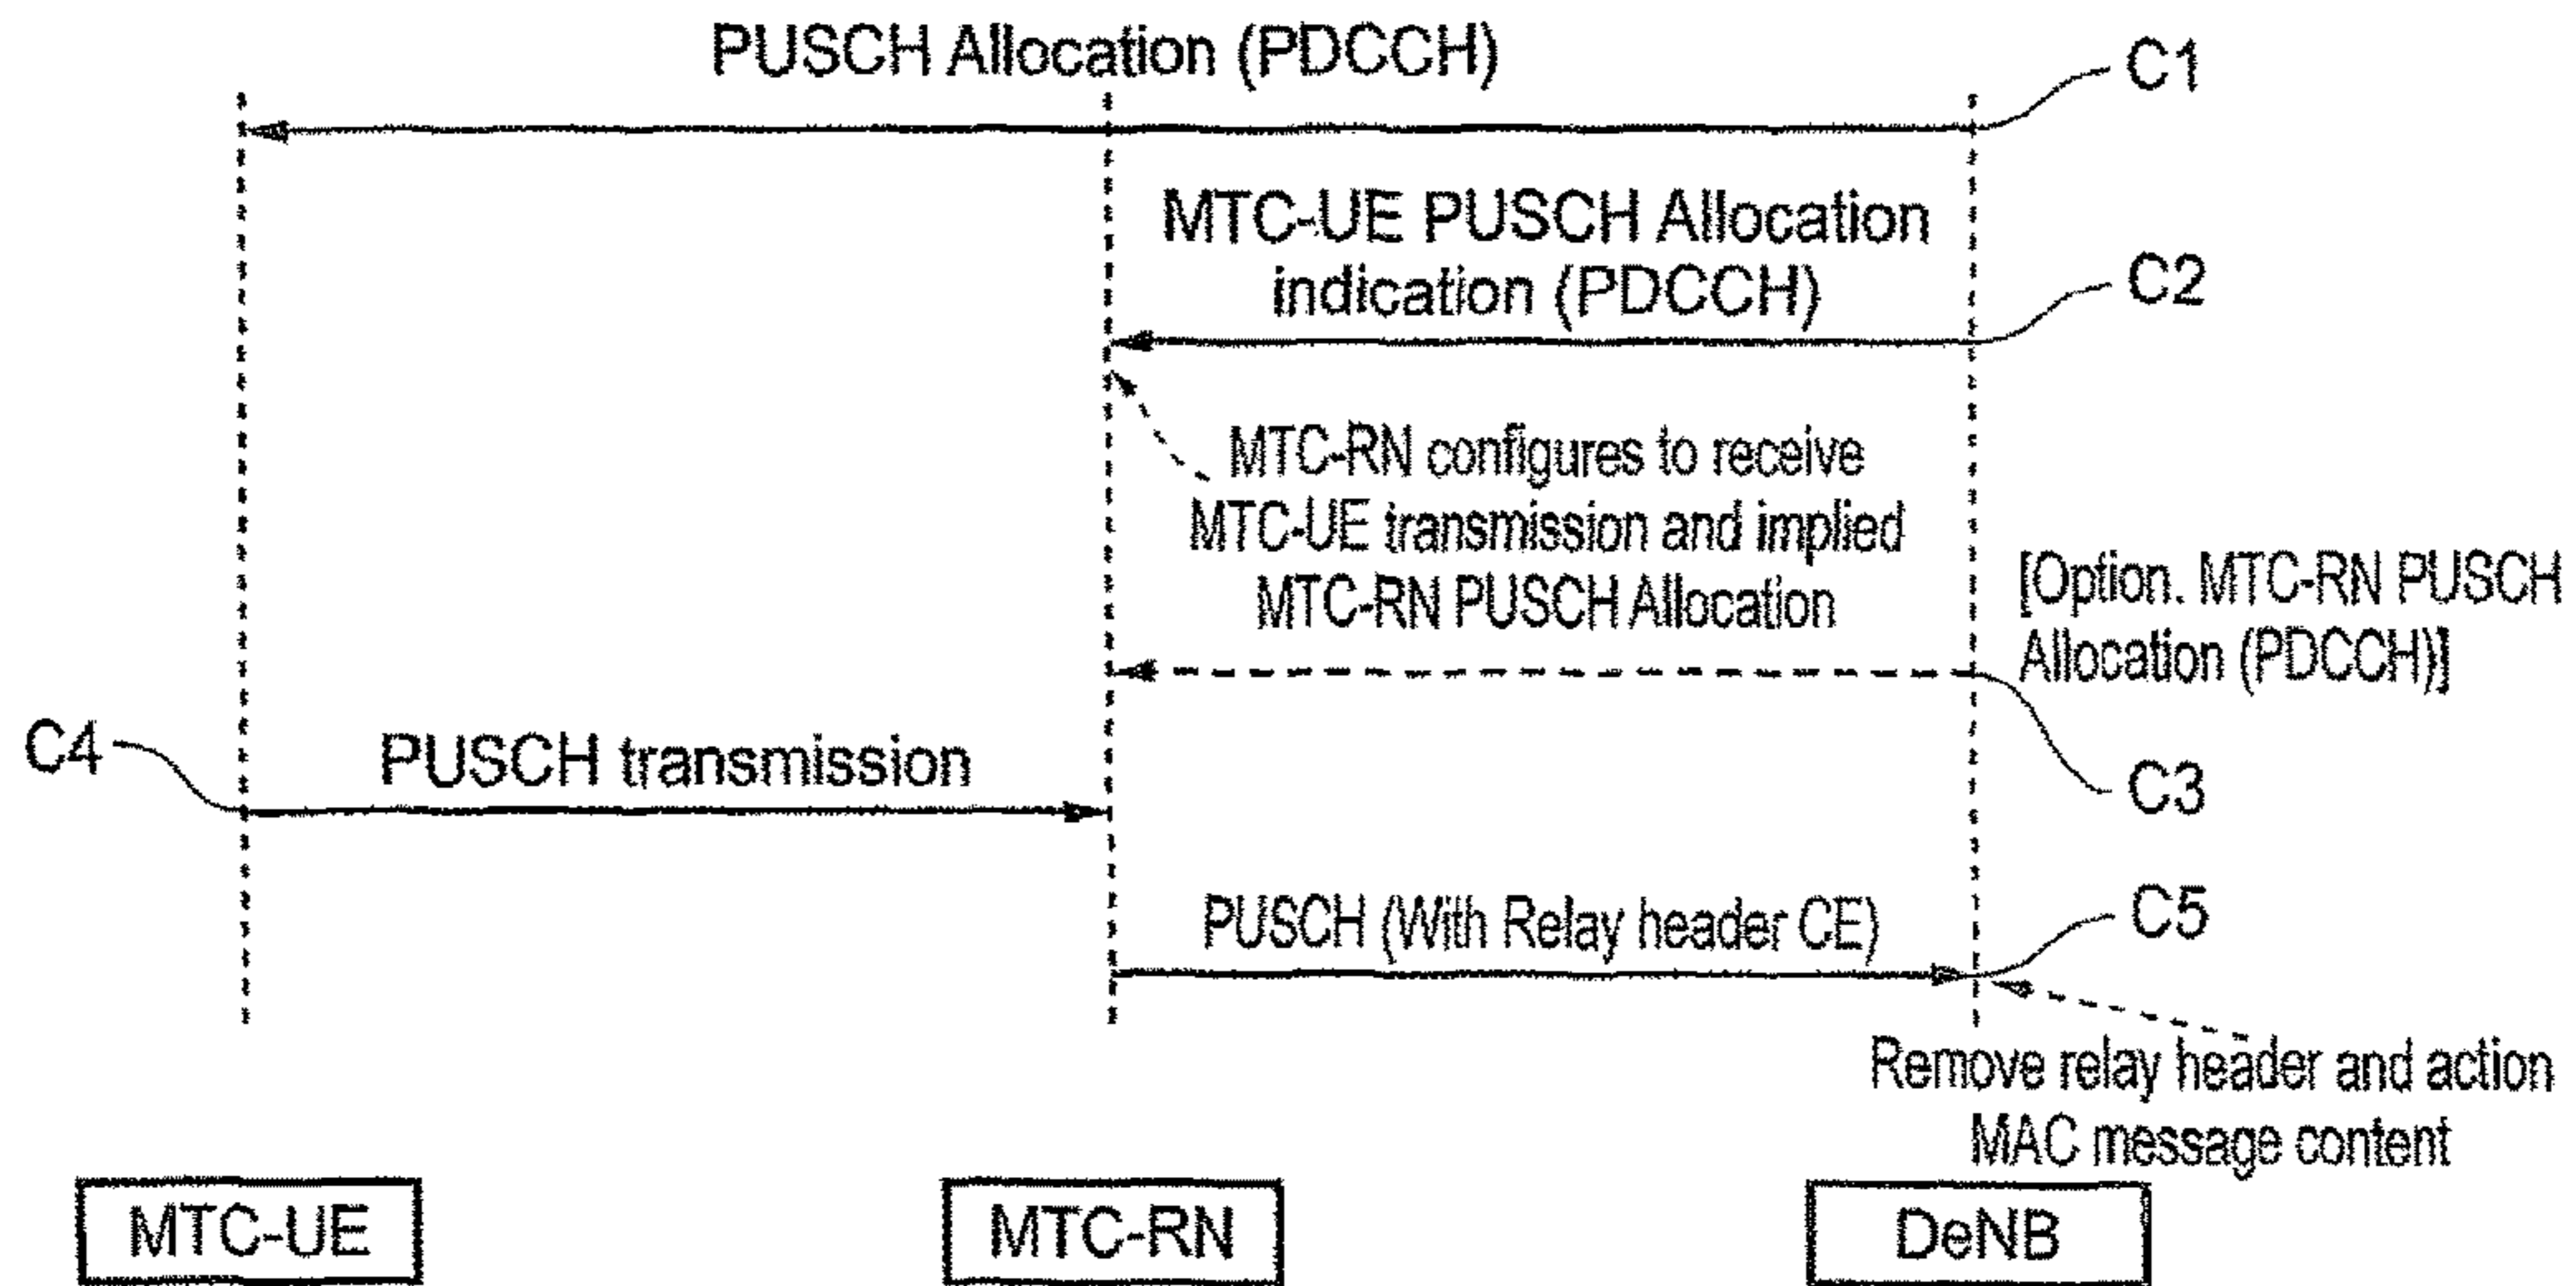 PUSCH Allocation (PDCCH)
C1
MTC-UE PUSCH Allocation
indication (PDCCH)
C2
MTC-RN configures to receive
MTC-UE transmission and implied
MTC-RN PUSCH Allocation
[Option. MTC-RN PUSCH
Allocation (PDCCH)]
C3
C4
PUSCH transmission
PUSCH (With Relay header CE)
C5
Remove relay header and action
MAC message content
MTC-UE
MTC-RN
DeNB